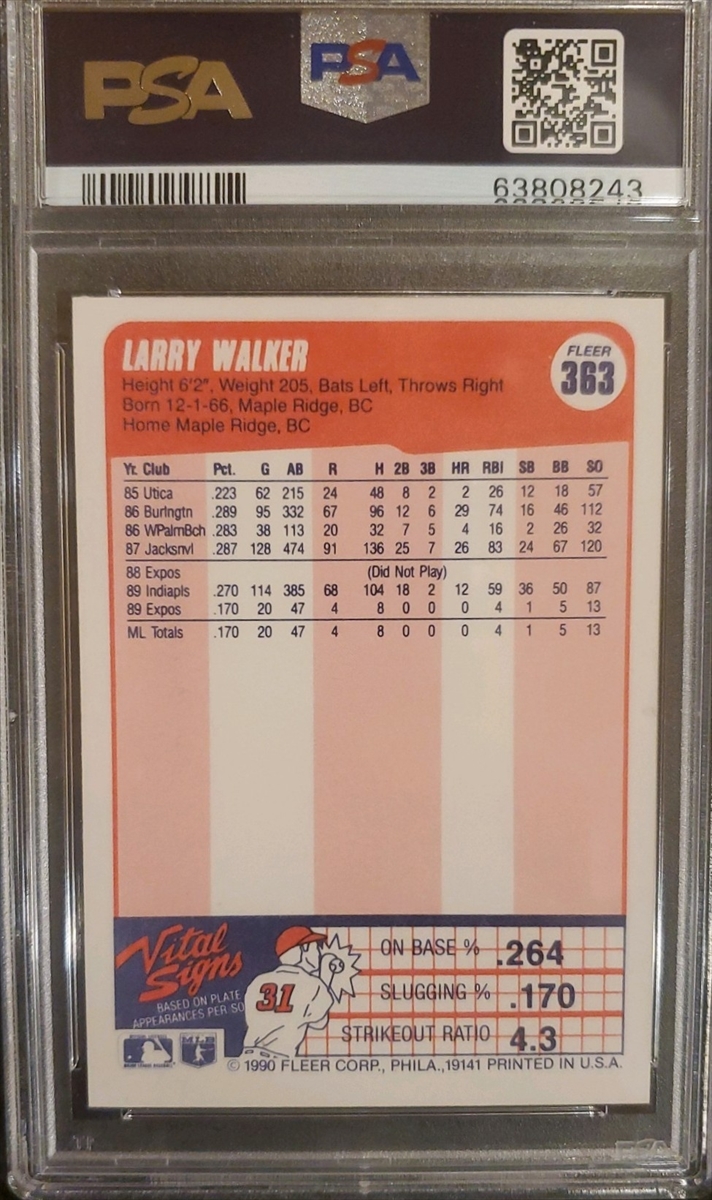 PSA
PSA
63808243
LARRY WALKER
FLEER
363
Height 6'2", Weight 205, Bats Left, Throws Right
Born 12-1-66, Maple Ridge, BC
Home Maple Ridge, BC
Yr. Club Pct. G AB R H 2B 3B HR RBI SB BB SO
85 Utica .223 62 215 24 48 8 2 2 26 12 18 57
86 Burlngtn .289 95 332 67 96 12 6 29 74 16 46 112
86 WPalmBch .283 38 113 20 32 7 5 4 16 2 26 32
87 Jacksnvl .287 128 474 91 136 25 7 26 83 24 67 120
88 Expos (Did Not Play)
89 Indiapls .270 114 385 68 104 18 2 12 59 36 50 87
89 Expos .170 20 47 4 8 0 0 0 4 1 5 13
ML Totals .170 20 47 4 8 0 0 0 4 1 5 13
Vital
Signs
BASED ON PLATE
APPEARANCES PER SO
31
ON BASE % .264
SLUGGING % .170
STRIKEOUT RATIO 4.3
© 1990 FLEER CORP., PHILA.,19141 PRINTED IN U.S.A.
PSA